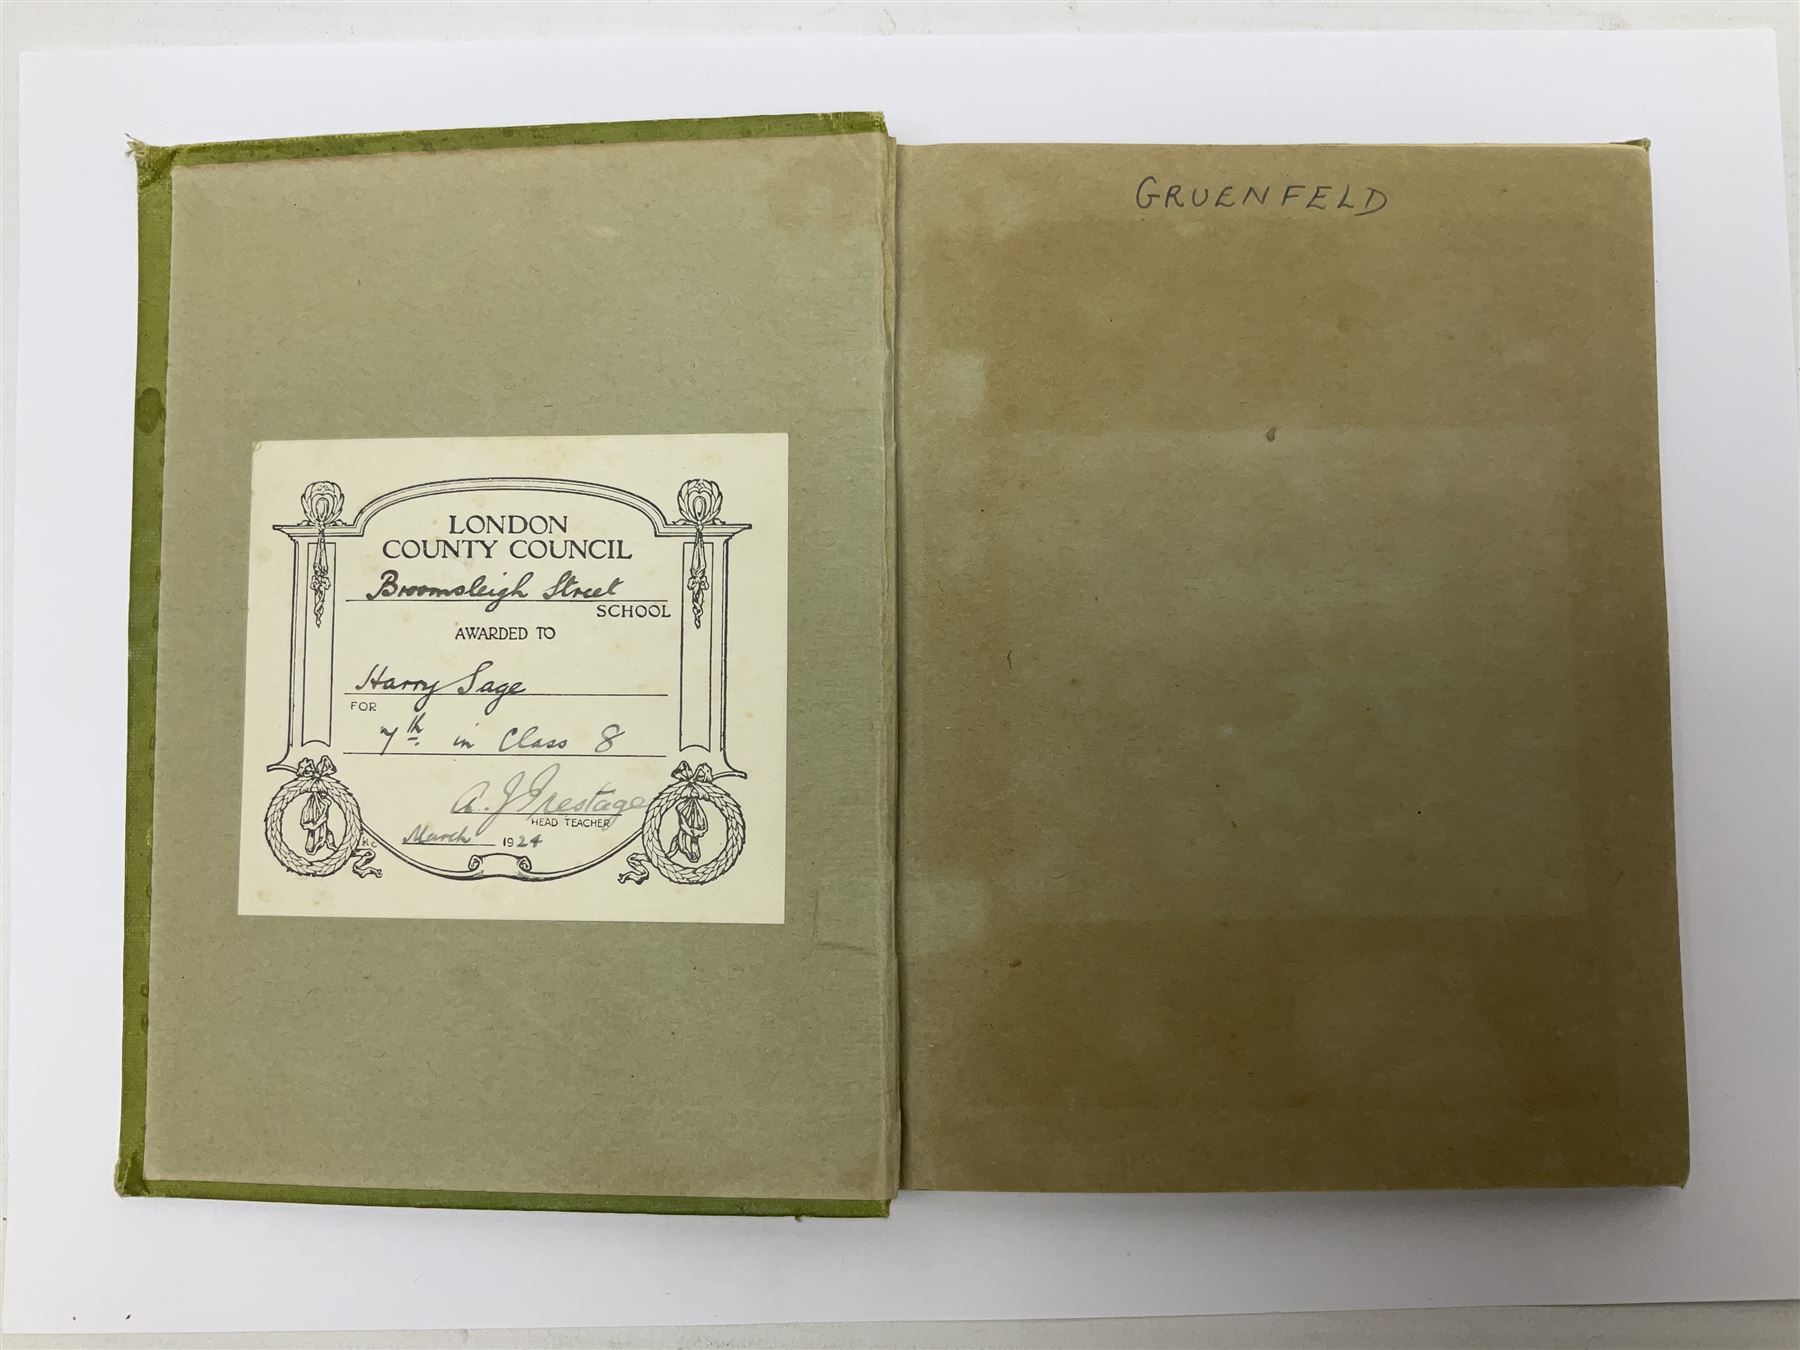 LONDON
COUNTY COUNCIL
Broomsleigh Street
SCHOOL
AWARDED TO
Harry Sage
FOR
7th in Class 8
A. J. Prestage
HEAD TEACHER
March 1924
GRUENFELD